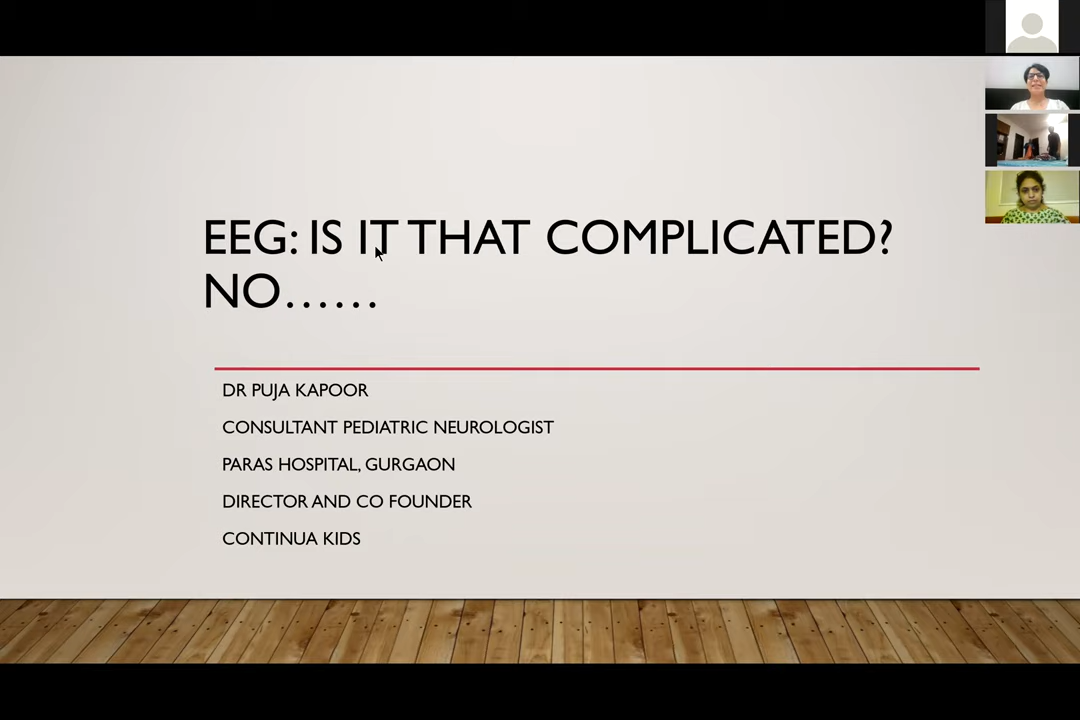 EEG: IS IT THAT COMPLICATED?
NO......
DR PUJA KAPOOR
CONSULTANT PEDIATRIC NEUROLOGIST
PARAS HOSPITAL, GURGAON
DIRECTOR AND CO FOUNDER
CONTINUA KIDS